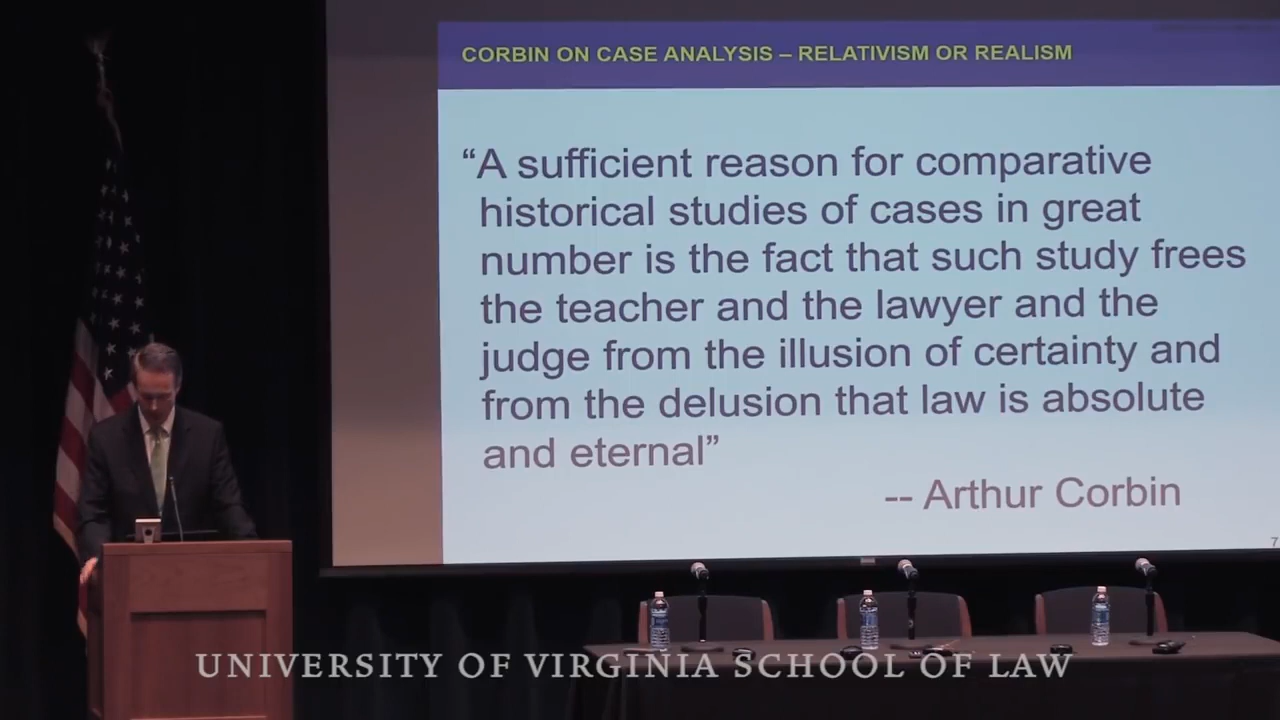 CORBIN ON CASE ANALYSIS – RELATIVISM OR REALISM
“A sufficient reason for comparative
historical studies of cases in great
number is the fact that such study frees
the teacher and the lawyer and the
judge from the illusion of certainty and
from the delusion that law is absolute
and eternal”
-- Arthur Corbin
7
UNIVERSITY OF VIRGINIA SCHOOL OF LAW